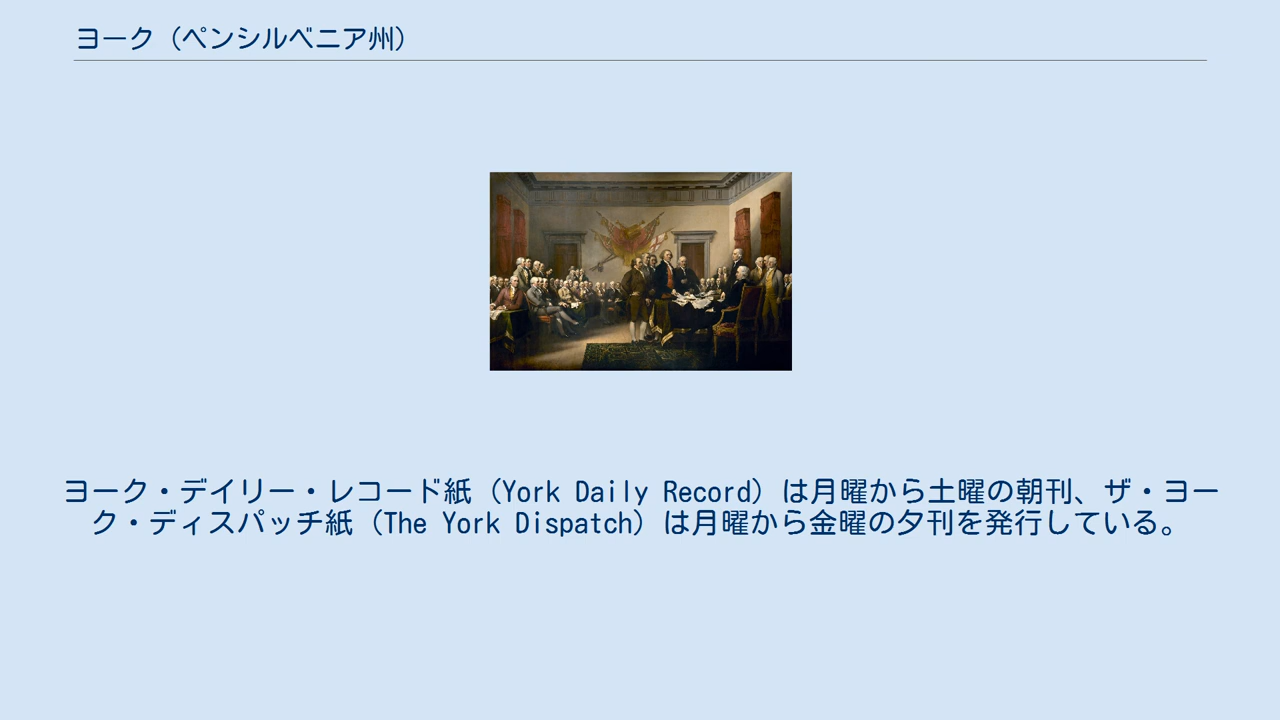 ヨーク（ペンシルベニア州）
ヨーク・デイリー・レコード紙（York Daily Record）は月曜から土曜の朝刊、ザ・ヨー
ク・ディスパッチ紙（The York Dispatch）は月曜から金曜の夕刊を発行している。